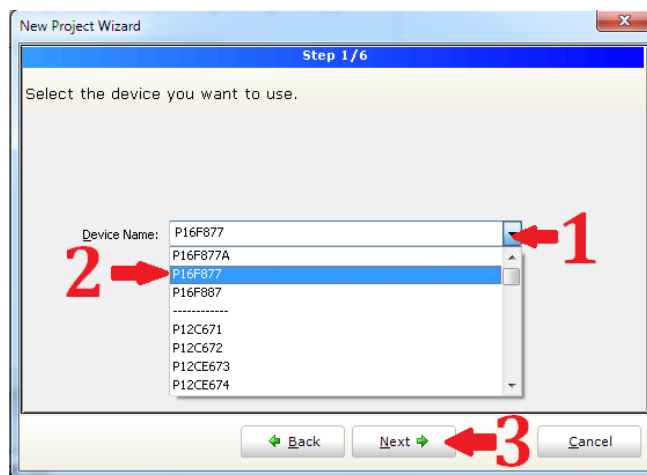 New Project Wizard
Step 1/6
Select the device you want to use.
Device Name: P16F877
1
P16F877A
2 P16F877
P16F887
------------
P12C671
P12C672
P12CE673
P12CE674
Back Next 3 Cancel